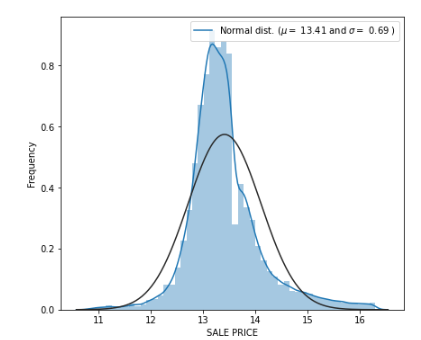 Normal dist. (μ = 13.41 and σ = 0.69 )
0.8
0.6
0.4
0.2
0.0
Frequency
11 12 13 14 15 16
SALE PRICE